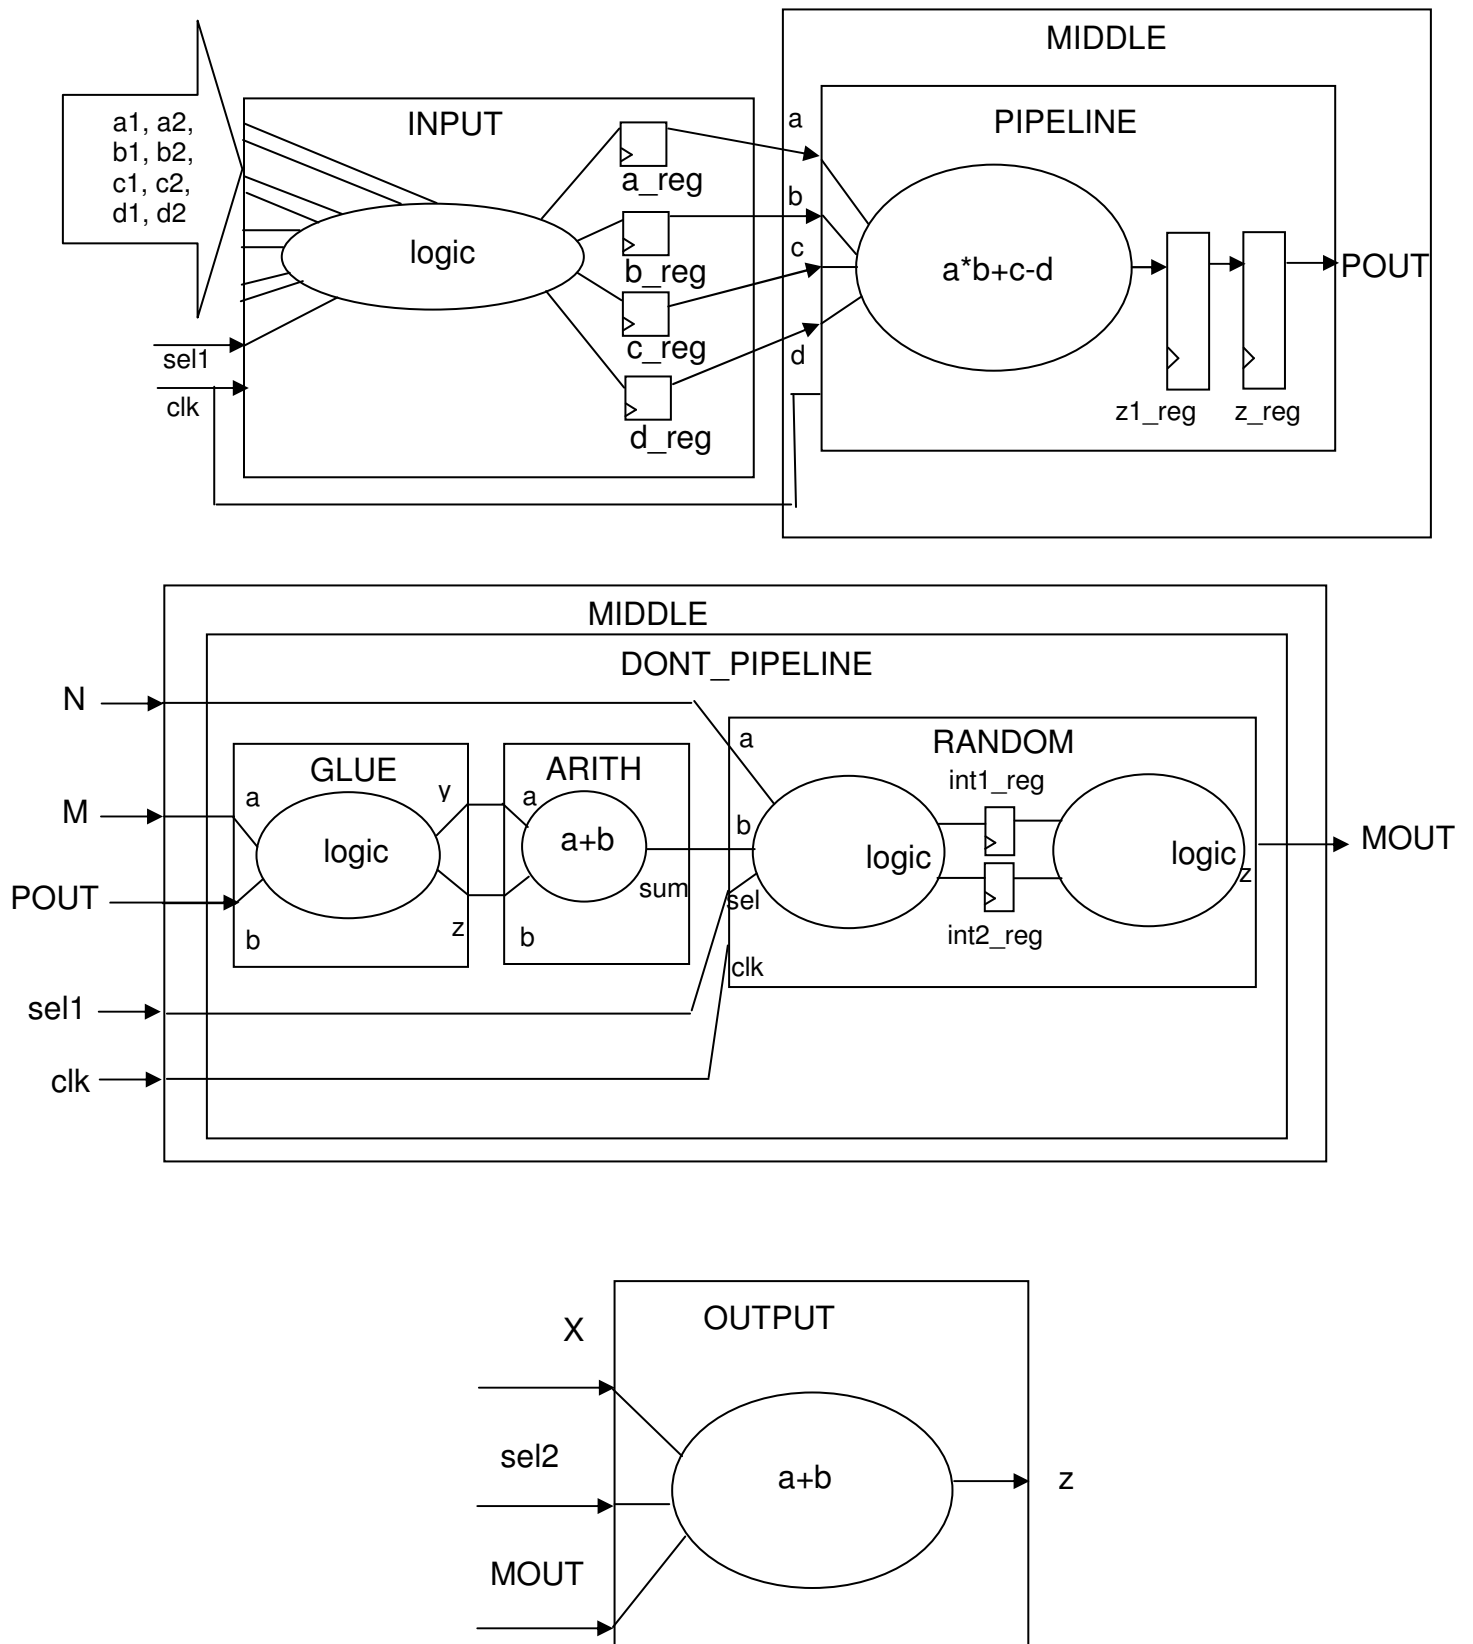 MIDDLE
a1, a2,
b1, b2,
c1, c2,
d1, d2
INPUT
PIPELINE
a
a_reg
b
logic
b_reg
c
a*b+c-d
POUT
c_reg
d
sel1
clk
d_reg
z1_reg
z_reg
MIDDLE
DONT_PIPELINE
N
a
RANDOM
GLUE
ARITH
int1_reg
M
a
y
a
b
logic
a+b
logic
logic
MOUT
POUT
sum
sel
z
b
z
b
int2_reg
clk
sel1
clk
X
OUTPUT
sel2
a+b
z
MOUT